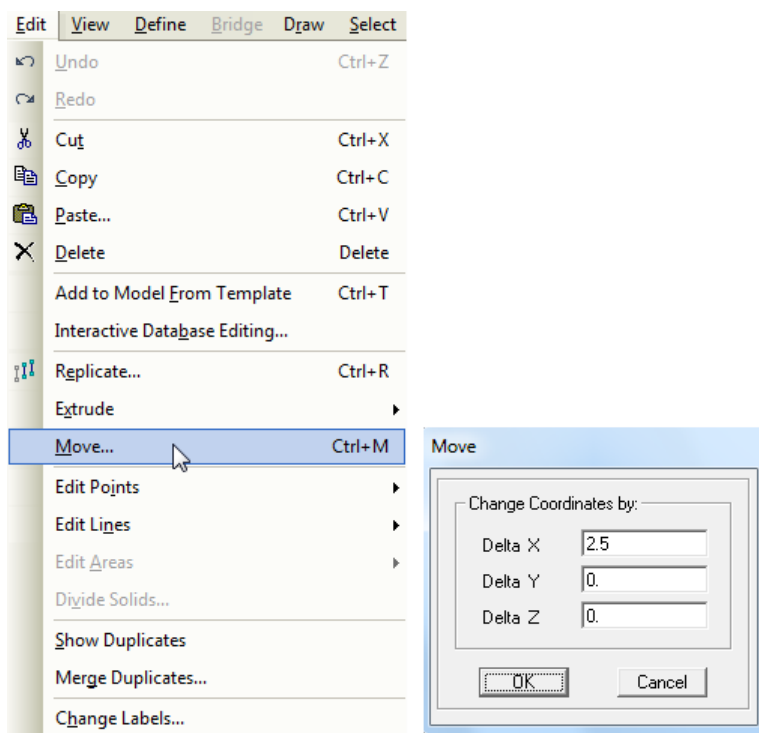 Edit View Define Bridge Draw Select
Undo Ctrl+Z
Redo
Cut Ctrl+X
Copy Ctrl+C
Paste... Ctrl+V
Delete Delete
Add to Model From Template Ctrl+T
Interactive Database Editing...
Replicate... Ctrl+R
Extrude
Move... Ctrl+M
Edit Points
Edit Lines
Edit Areas
Divide Solids...
Show Duplicates
Merge Duplicates...
Change Labels...
Move
Change Coordinates by:
Delta X 2.5
Delta Y 0.
Delta Z 0.
OK Cancel